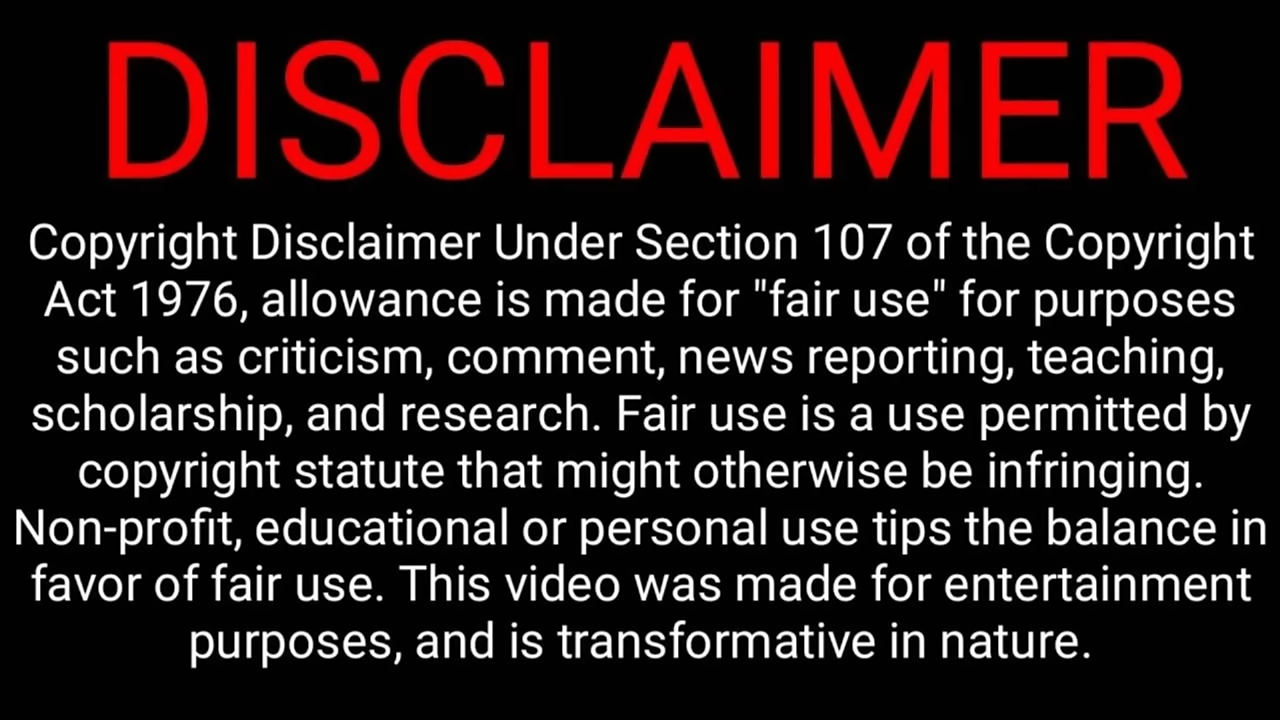 DISCLAIMER
Copyright Disclaimer Under Section 107 of the Copyright
Act 1976, allowance is made for "fair use" for purposes
such as criticism, comment, news reporting, teaching,
scholarship, and research. Fair use is a use permitted by
copyright statute that might otherwise be infringing.
Non-profit, educational or personal use tips the balance in
favor of fair use. This video was made for entertainment
purposes, and is transformative in nature.